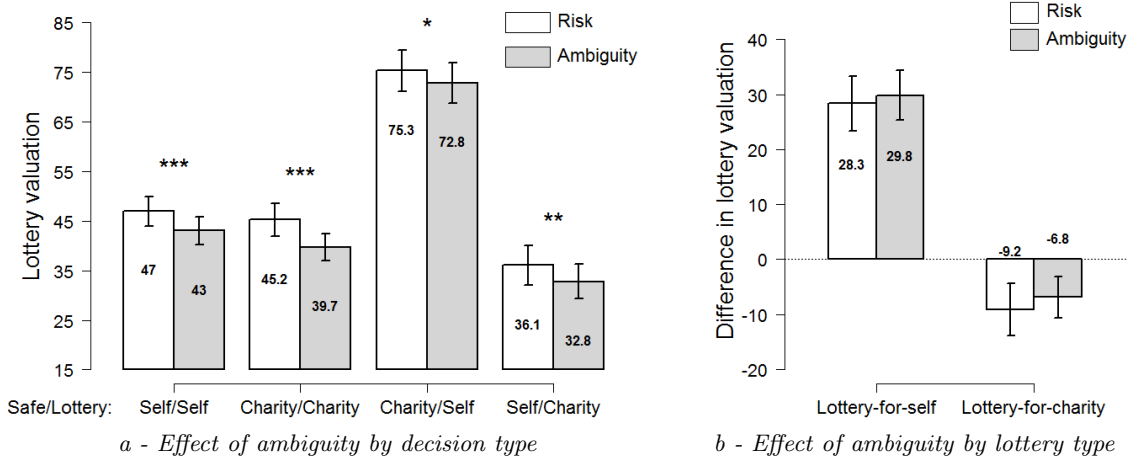 Lottery valuation
85
75
65
55
45
35
25
15
Risk
Ambiguity
***
***
*
**
47
43
45.2
39.7
75.3
72.8
36.1
32.8
Safe/Lottery:
Self/Self
Charity/Charity
Charity/Self
Self/Charity
a - Effect of ambiguity by decision type
Difference in lottery valuation
40
30
20
10
0
-10
-20
Risk
Ambiguity
28.3
29.8
-9.2
-6.8
Lottery-for-self
Lottery-for-charity
b - Effect of ambiguity by lottery type